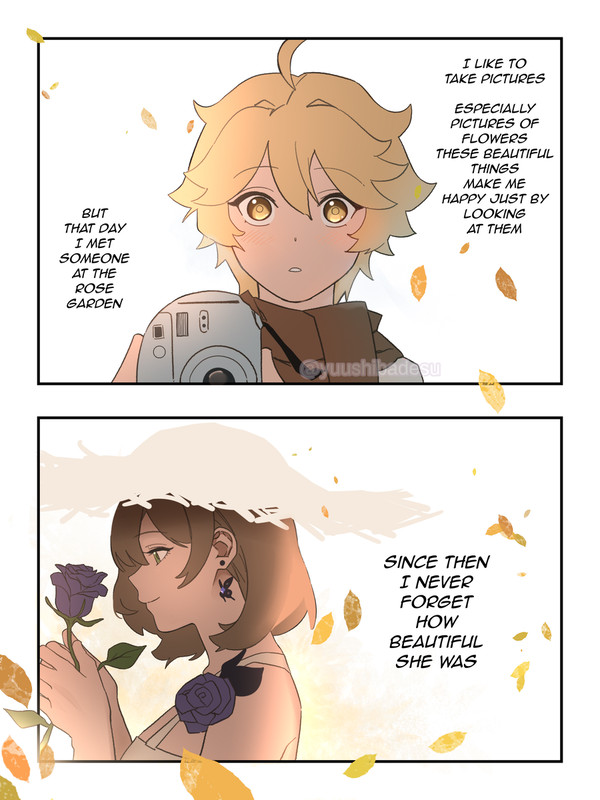 I LIKE TO
TAKE PICTURES
ESPECIALLY
PICTURES OF
FLOWERS
THESE BEAUTIFUL
THINGS
MAKE ME
HAPPY JUST BY
LOOKING
AT THEM
BUT
THAT DAY
I MET
SOMEONE
AT THE
ROSE
GARDEN
@yuushibadesu
SINCE THEN
I NEVER
FORGET
HOW
BEAUTIFUL
SHE WAS